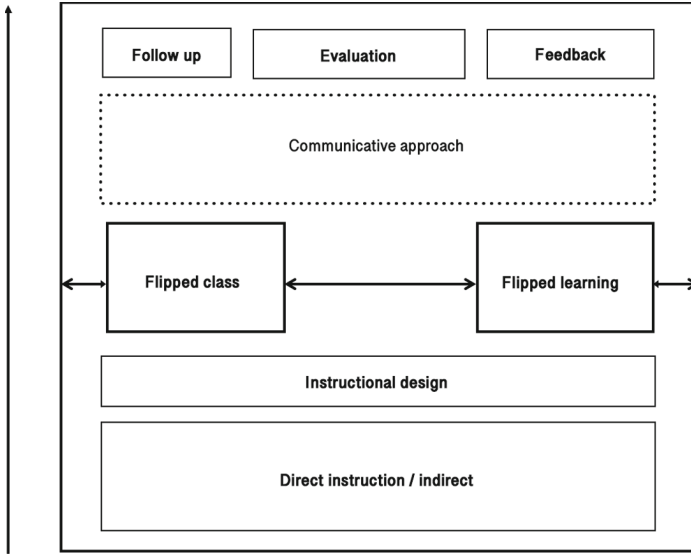 Follow up
Evaluation
Feedback
Communicative approach
Flipped class
Flipped learning
Instructional design
Direct instruction / indirect